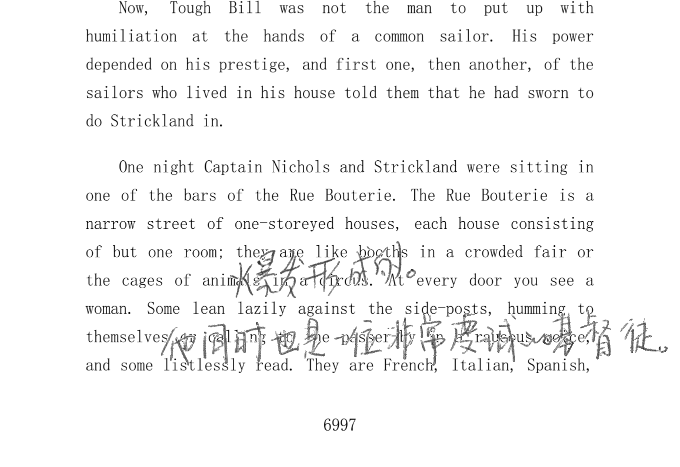 Now, Tough Bill was not the man to put up with
humiliation at the hands of a common sailor. His power
depended on his prestige, and first one, then another, of the
sailors who lived in his house told them that he had sworn to
do Strickland in.
One night Captain Nichols and Strickland were sitting in
one of the bars of the Rue Bouterie. The Rue Bouterie is a
narrow street of one-storeyed houses, each house consisting
of but one room; they are like booths in a crowded fair or
爆发形成的。
the cages of animals in a circus. At every door you see a
woman. Some lean lazily against the side-posts, humming to
themselves or calling to the passer-by in a raucous voice,
他同时也是一位非常虔诚的基督徒。
and some listlessly read. They are French, Italian, Spanish,
6997